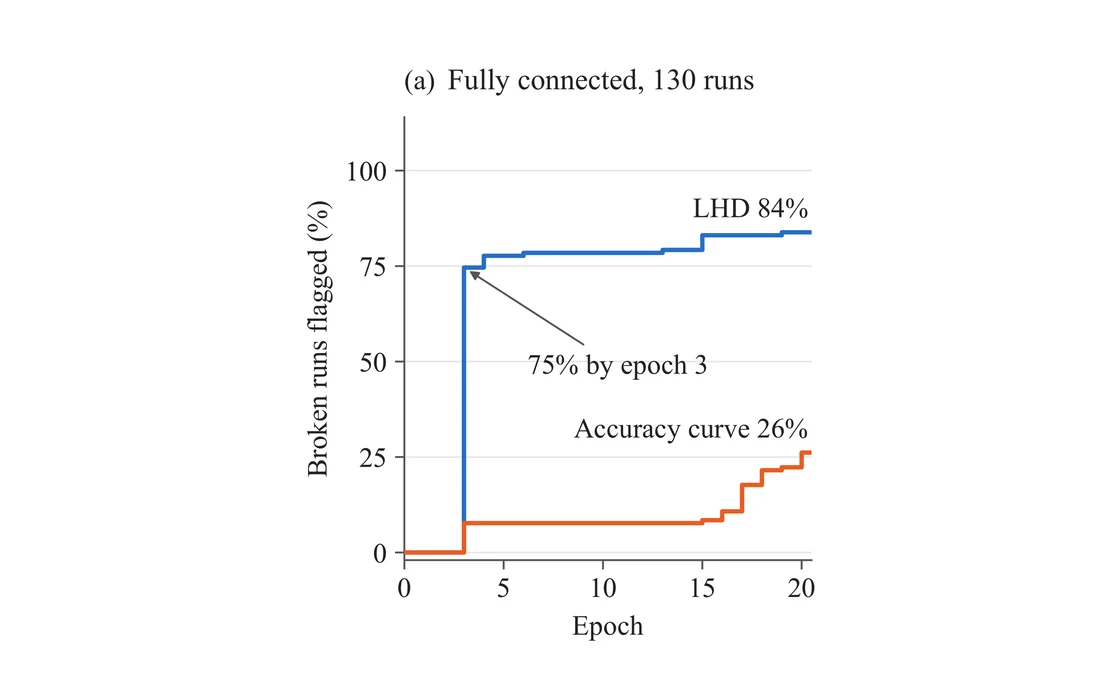 (a) Fully connected, 130 runs
Broken runs flagged (%)
100
75
50
25
0
LHD 84%
75% by epoch 3
Accuracy curve 26%
0 5 10 15 20
Epoch